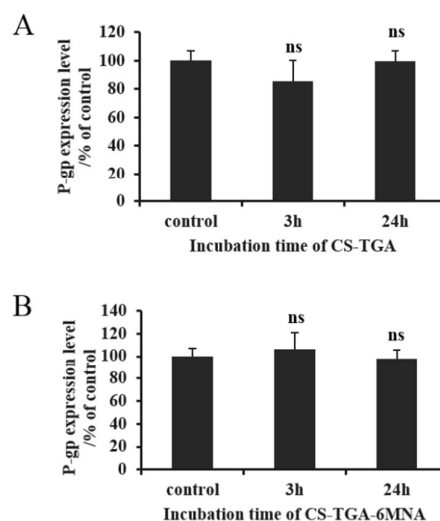 A
P-gp expression level
/% of control
120
100
80
60
40
20
0
ns
ns
control 3h 24h
Incubation time of CS-TGA
B
P-gp expression level
/% of control
140
120
100
80
60
40
20
0
ns
ns
control 3h 24h
Incubation time of CS-TGA-6MNA